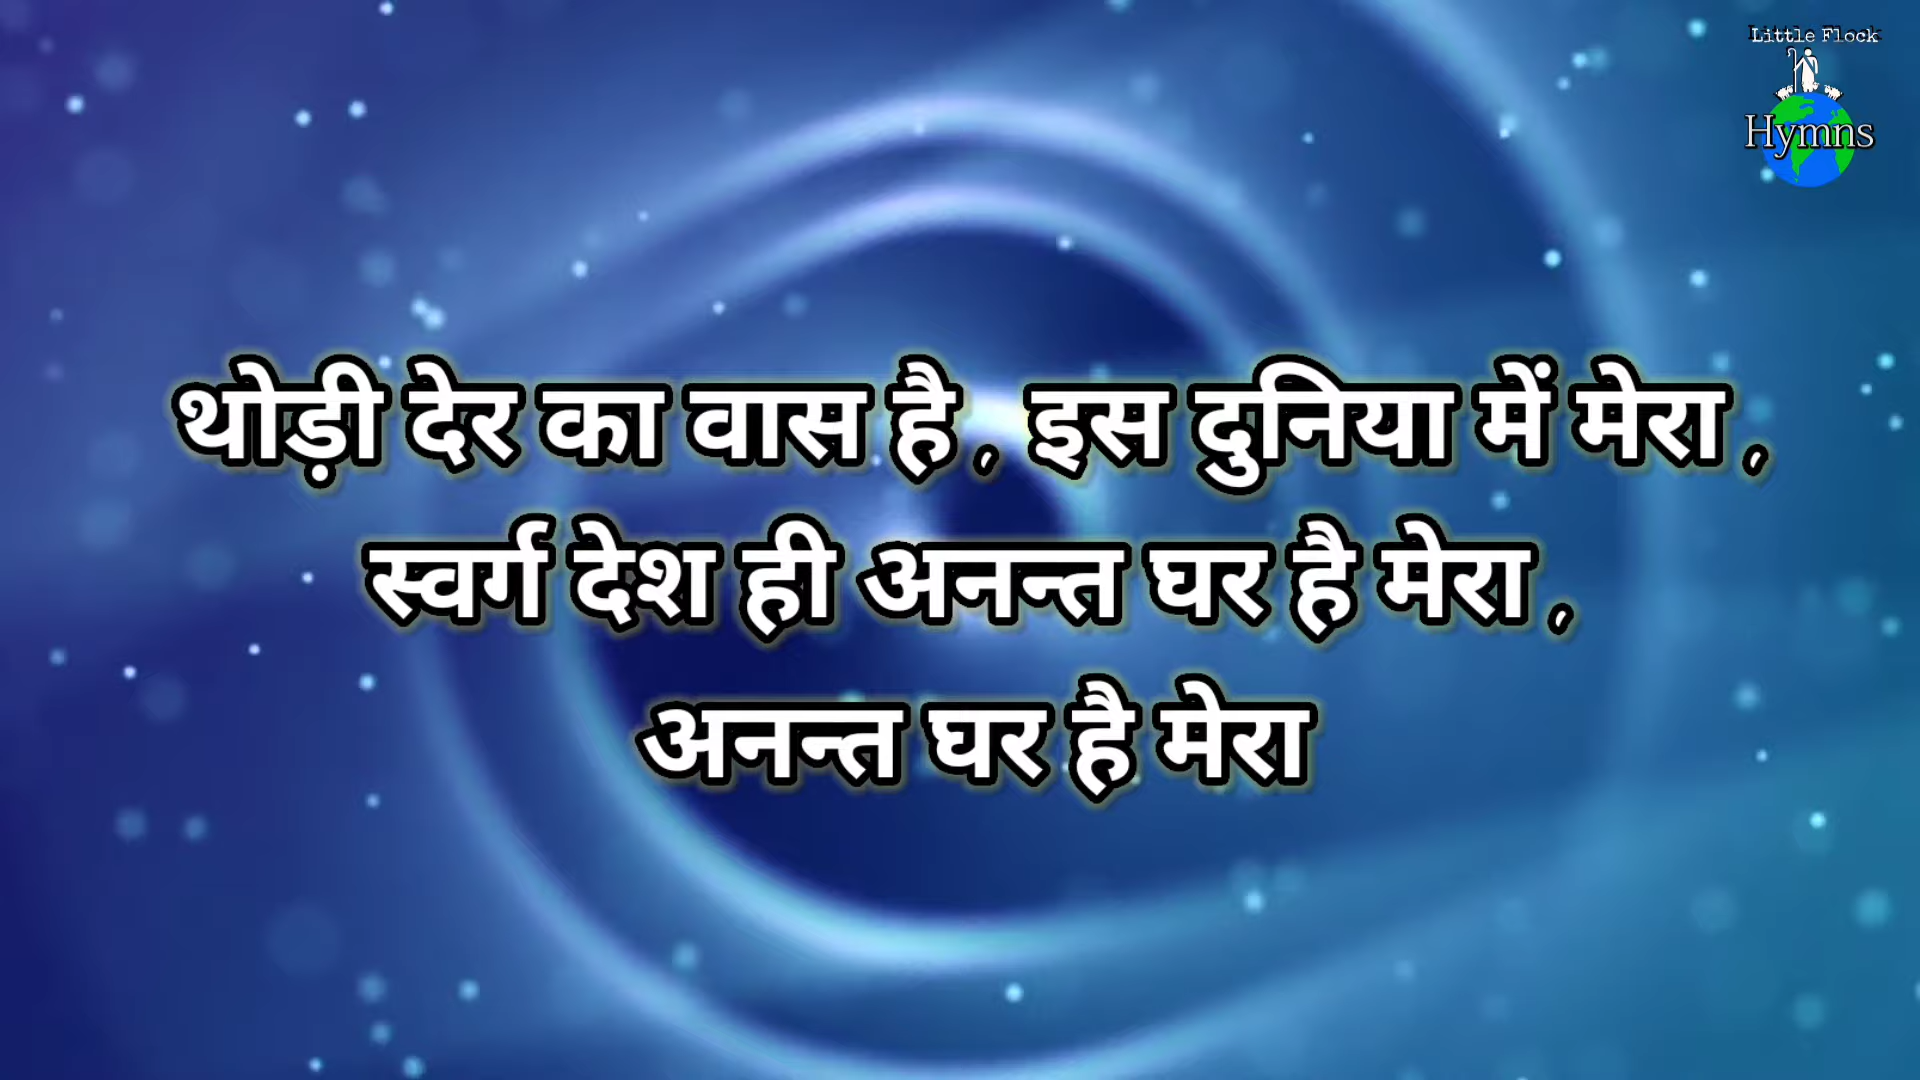 Little Flock
Hymns
थोड़ी देर का वास है , इस दुनिया में मेरा ,
स्वर्ग देश ही अनन्त घर है मेरा ,
अनन्त घर है मेरा